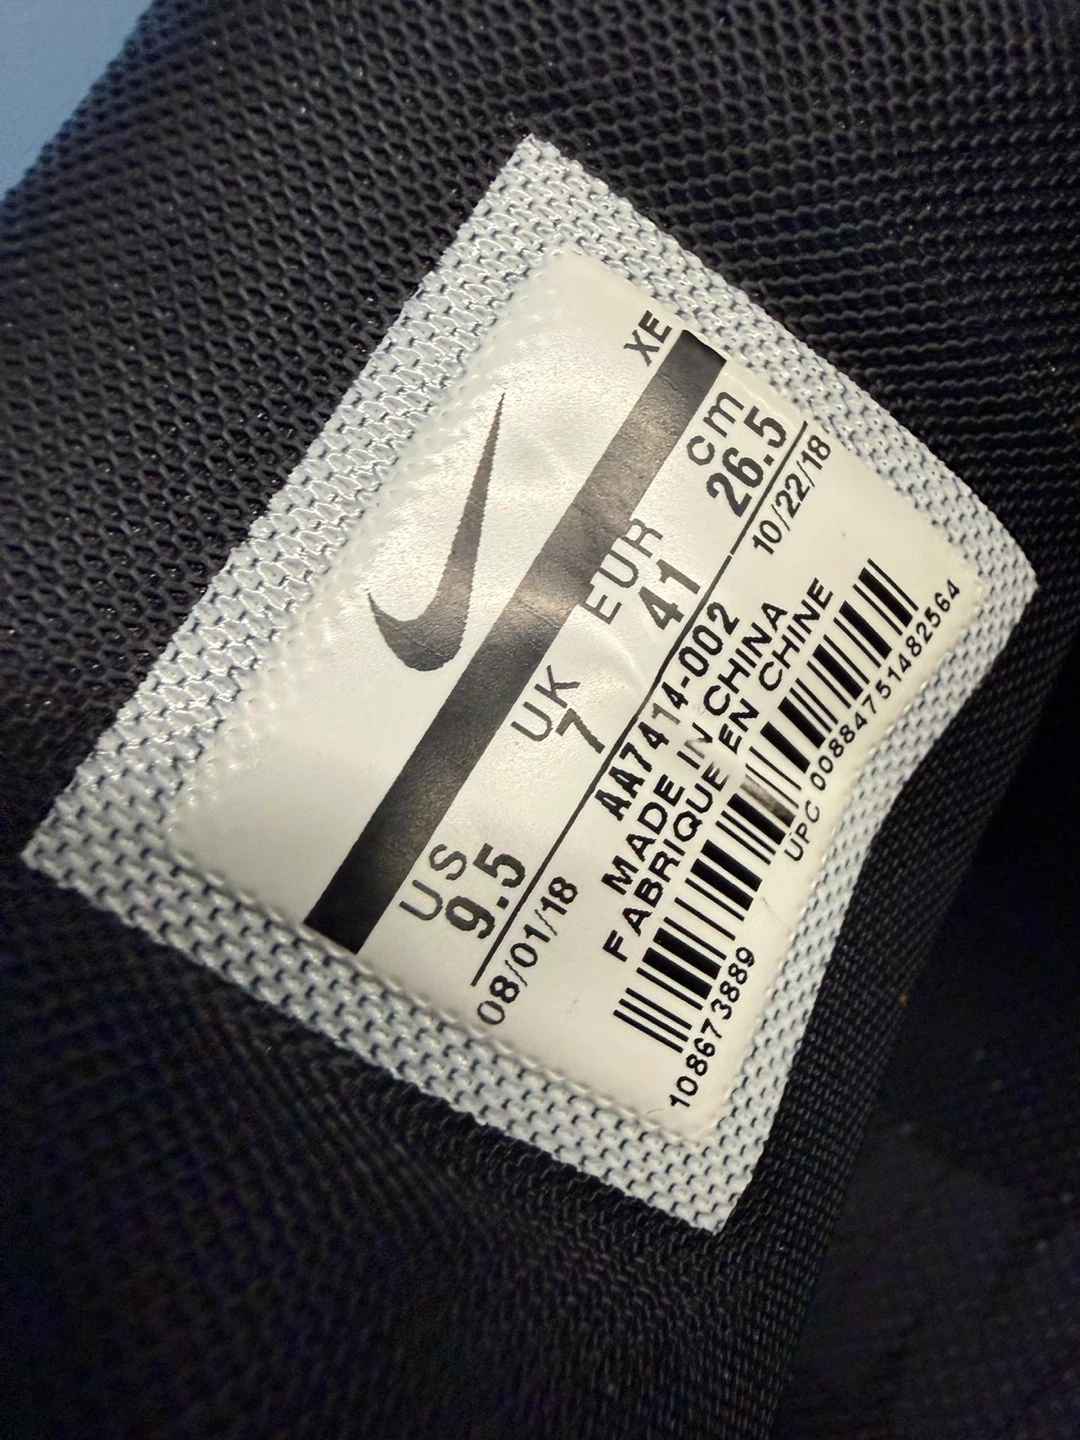 XE
US UK EUR cm
9.5 7 41 26.5
08/01/18 10/22/18
AA7414-002
MADE IN CHINA
FABRIQUE EN CHINE
108673889 UPC 00884751482564